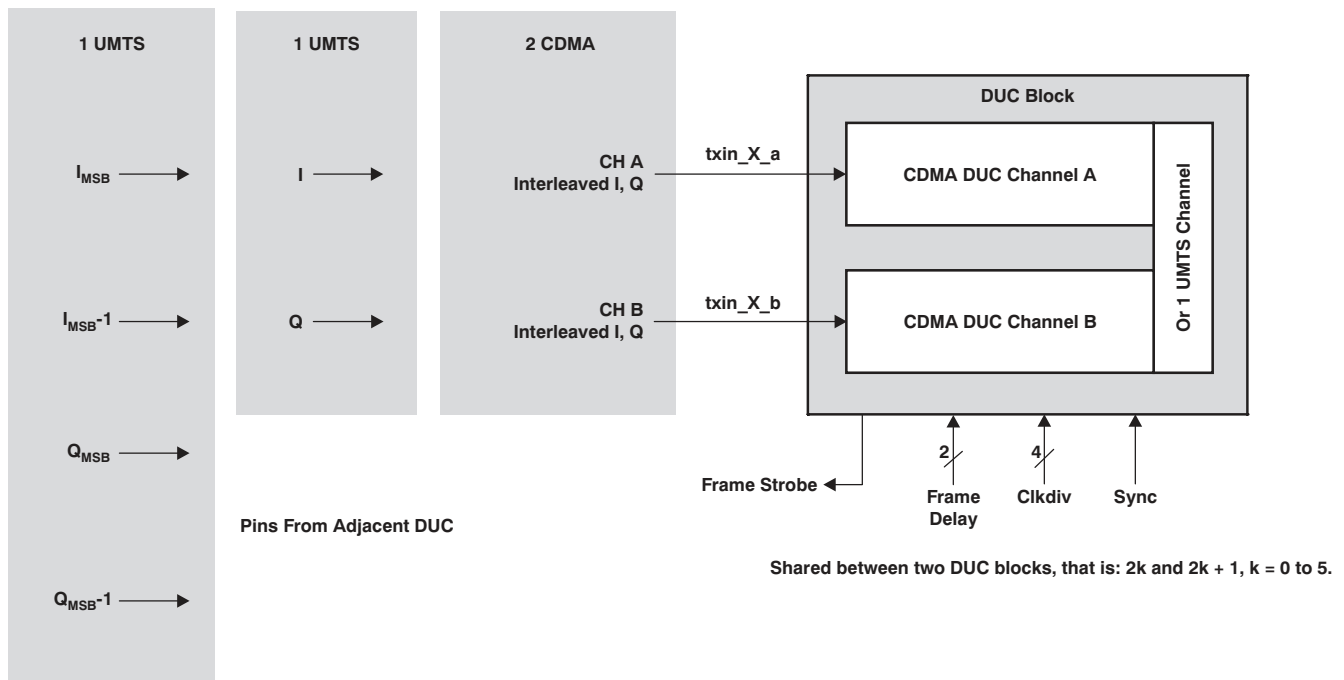 1 UMTS
1 UMTS
2 CDMA
DUC Block
I_MSB
I
CH A
Interleaved I, Q
txin_X_a
CDMA DUC Channel A
Or 1 UMTS Channel
I_MSB-1
Q
CH B
Interleaved I, Q
txin_X_b
CDMA DUC Channel B
Q_MSB
2
4
Frame Strobe
Frame
Delay
Clkdiv
Sync
Pins From Adjacent DUC
Shared between two DUC blocks, that is: 2k and 2k + 1, k = 0 to 5.
Q_MSB-1